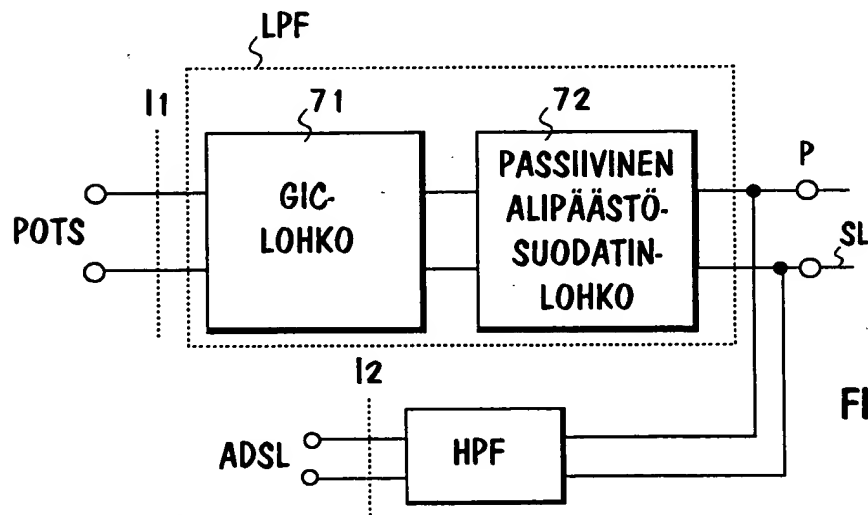 LPF
I1
71
72
P
POTS
GIC-
LOHKO
PASSIIVINEN
ALIPÄÄSTÖ-
SUODATIN-
LOHKO
SL
I2
ADSL
HPF